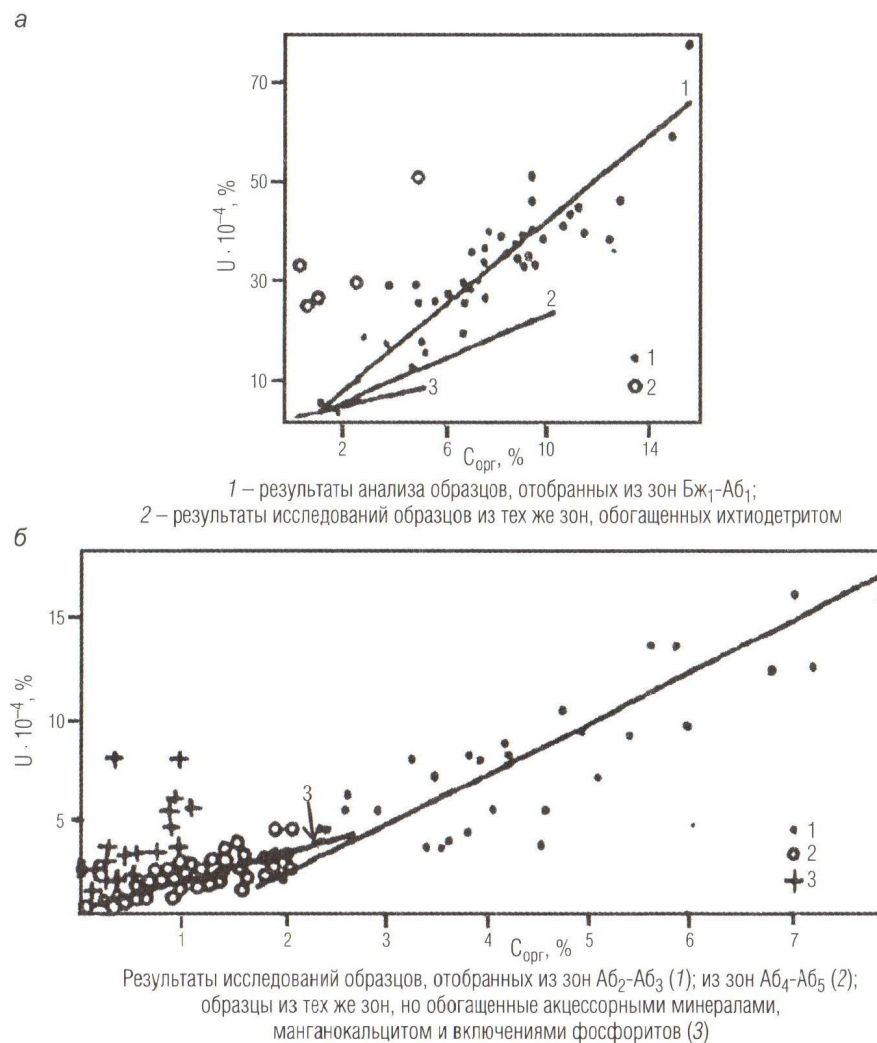 а
70
50
30
10
U · 10⁻⁴, %
1
2
3
1
2
2
6
10
14
Cорг, %
1 – результаты анализа образцов, отобранных из зон Бж₁-Аб₁;
2 – результаты исследований образцов из тех же зон, обогащенных ихтиодетритом
б
15
10
5
U · 10⁻⁴, %
3
1
2
3
1
2
3
4
5
6
7
Cорг, %
Результаты исследований образцов, отобранных из зон Аб₂-Аб₃ (1); из зон Аб₄-Аб₅ (2);
образцы из тех же зон, но обогащенные акцессорными минералами,
манганокальцитом и включениями фосфоритов (3)